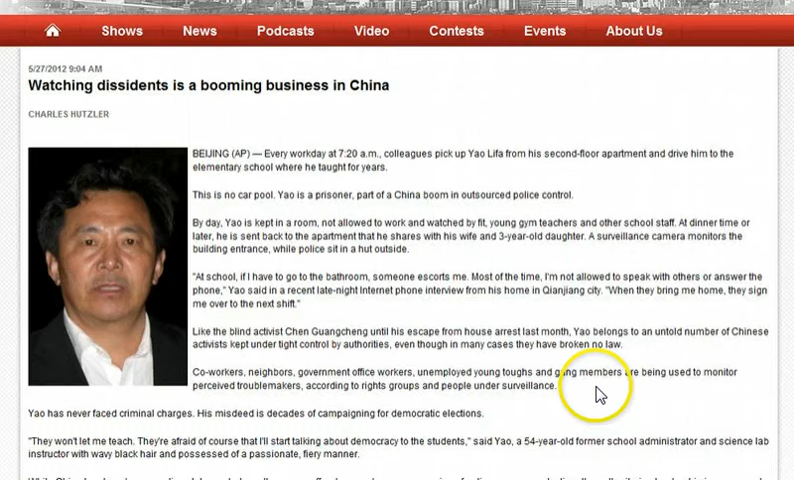 Shows News Podcasts Video Contests Events About Us
5/27/2012 9:04 AM
Watching dissidents is a booming business in China
CHARLES HUTZLER
BEIJING (AP) — Every workday at 7:20 a.m., colleagues pick up Yao Lifa from his second-floor apartment and drive him to the
elementary school where he taught for years.
This is no car pool. Yao is a prisoner, part of a China boom in outsourced police control.
By day, Yao is kept in a room, not allowed to work and watched by fit, young gym teachers and other school staff. At dinner time or
later, he is sent back to the apartment that he shares with his wife and 3-year-old daughter. A surveillance camera monitors the
building entrance, while police sit in a hut outside.
"At school, if I have to go to the bathroom, someone escorts me. Most of the time, I'm not allowed to speak with others or answer the
phone," Yao said in a recent late-night Internet phone interview from his home in Qianjiang city. "When they bring me home, they sign
me over to the next shift."
Like the blind activist Chen Guangcheng until his escape from house arrest last month, Yao belongs to an untold number of Chinese
activists kept under tight control by authorities, even though in many cases they have broken no law.
Co-workers, neighbors, government office workers, unemployed young toughs and gang members are being used to monitor
perceived troublemakers, according to rights groups and people under surveillance.
Yao has never faced criminal charges. His misdeed is decades of campaigning for democratic elections.
"They won't let me teach. They're afraid of course that I'll start talking about democracy to the students," said Yao, a 54-year-old former school administrator and science lab
instructor with wavy black hair and possessed of a passionate, fiery manner.